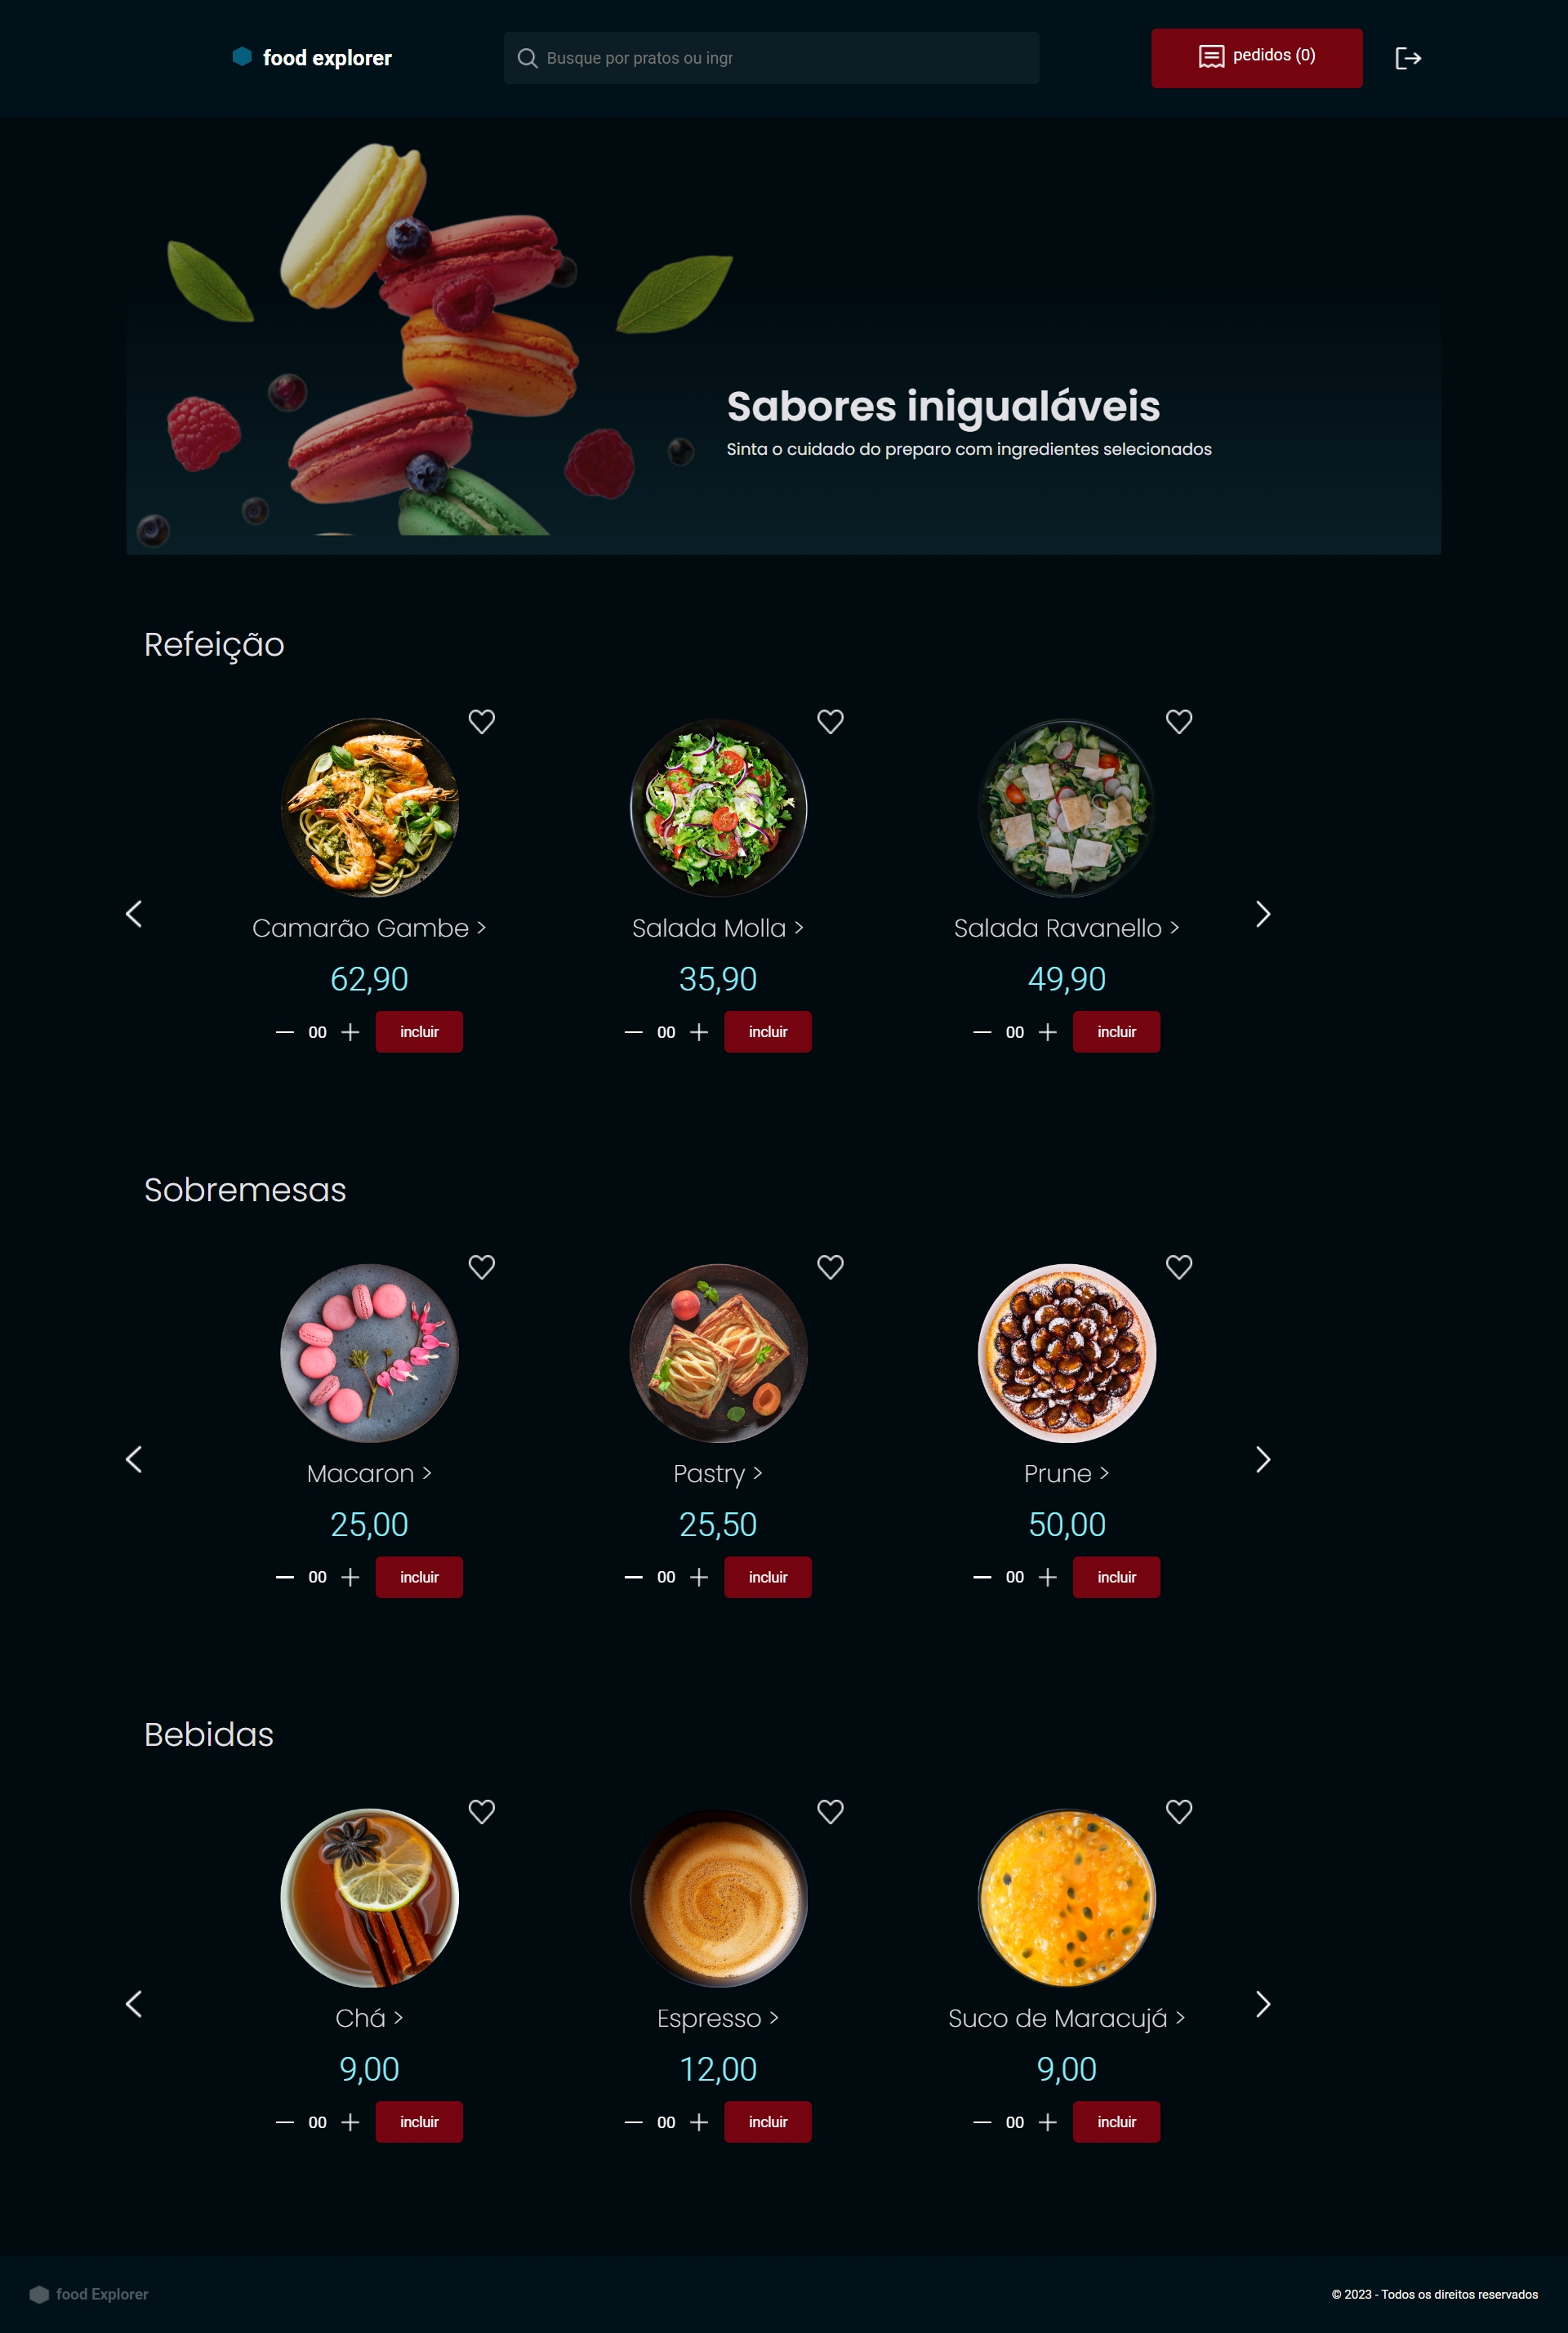 food explorer
Busque por pratos ou ingr
pedidos (0)
Sabores inigualáveis
Sinta o cuidado do preparo com ingredientes selecionados
Refeição
Camarão Gambe >
Salada Molla >
Salada Ravanello >
62,90
35,90
49,90
00 incluir
00 incluir
00 incluir
Sobremesas
Macaron >
Pastry >
Prune >
25,00
25,50
50,00
00 incluir
00 incluir
00 incluir
Bebidas
Chá >
Espresso >
Suco de Maracujá >
9,00
12,00
9,00
00 incluir
00 incluir
00 incluir
food Explorer
© 2023 - Todos os direitos reservados